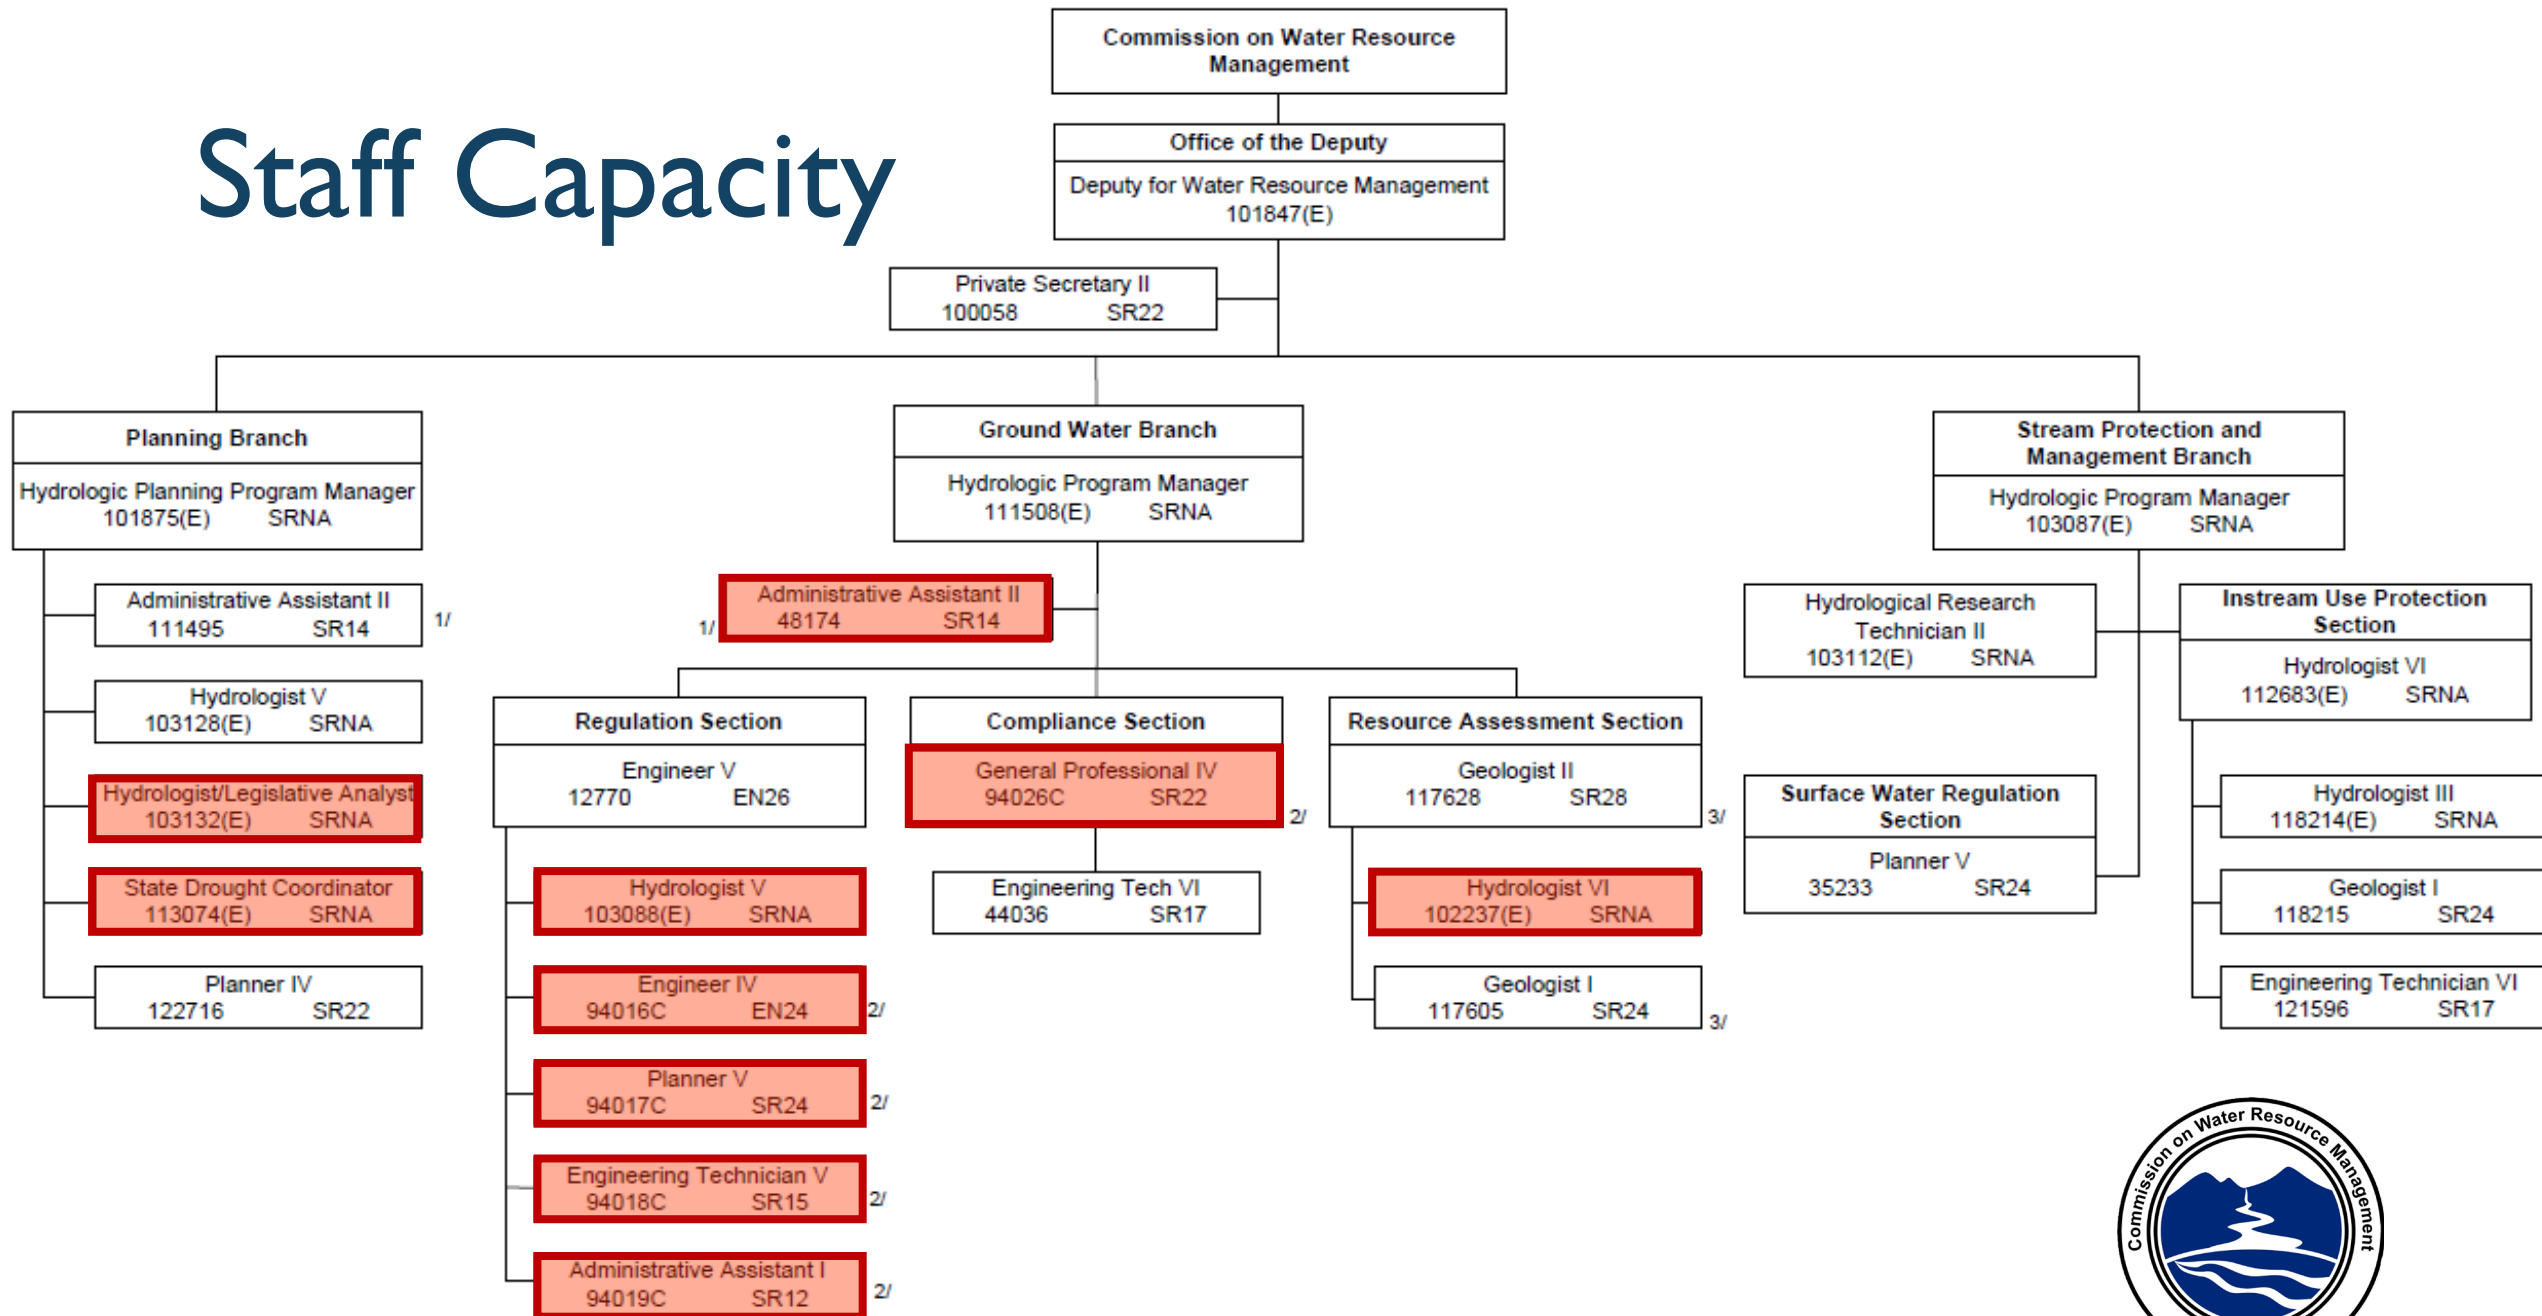 Staff Capacity
Commission on Water Resource
Management
Office of the Deputy
Deputy for Water Resource Management
101847(E)
Private Secretary II
100058 SR22
Planning Branch
Hydrologic Planning Program Manager
101875(E) SRNA
Administrative Assistant II
111495 SR14
1/
Hydrologist V
103128(E) SRNA
Hydrologist/Legislative Analyst
103132(E) SRNA
State Drought Coordinator
113074(E) SRNA
Planner IV
122716 SR22
Ground Water Branch
Hydrologic Program Manager
111508(E) SRNA
Administrative Assistant II
48174 SR14
1/
Regulation Section
Engineer V
12770 EN26
Hydrologist V
103088(E) SRNA
Engineer IV
94016C EN24
2/
Planner V
94017C SR24
2/
Engineering Technician V
94018C SR15
2/
Administrative Assistant I
94019C SR12
2/
Compliance Section
General Professional IV
94026C SR22
2/
Engineering Tech VI
44036 SR17
Resource Assessment Section
Geologist II
117628 SR28
3/
Hydrologist VI
102237(E) SRNA
Geologist I
117605 SR24
3/
Stream Protection and
Management Branch
Hydrologic Program Manager
103087(E) SRNA
Hydrological Research
Technician II
103112(E) SRNA
Surface Water Regulation
Section
Planner V
35233 SR24
Instream Use Protection
Section
Hydrologist VI
112683(E) SRNA
Hydrologist III
118214(E) SRNA
Geologist I
118215 SR24
Engineering Technician VI
121596 SR17
Commission on Water Resource Management